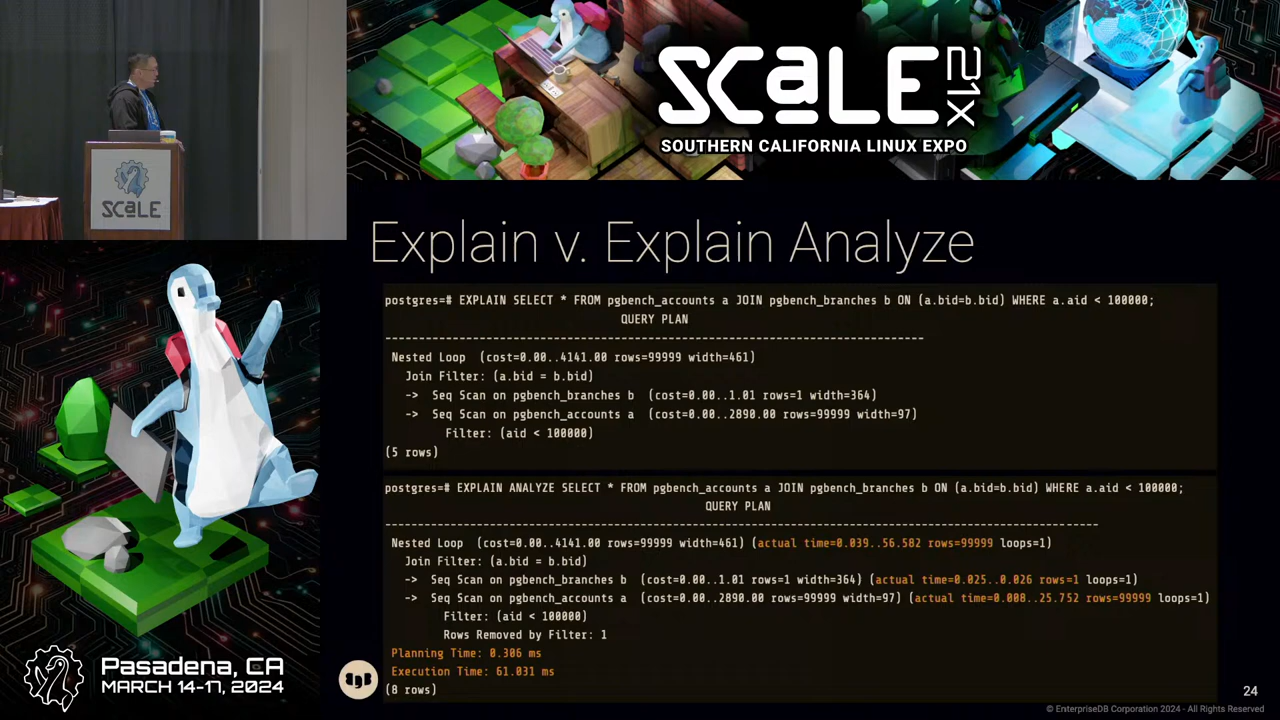 SCaLE 21X
SOUTHERN CALIFORNIA LINUX EXPO
SCaLE
Explain v. Explain Analyze
postgres=# EXPLAIN SELECT * FROM pgbench_accounts a JOIN pgbench_branches b ON (a.bid=b.bid) WHERE a.aid < 100000;
QUERY PLAN
--------------------------------------------------------------------------------
Nested Loop (cost=0.00..4141.00 rows=99999 width=461)
Join Filter: (a.bid = b.bid)
-> Seq Scan on pgbench_branches b (cost=0.00..1.01 rows=1 width=364)
-> Seq Scan on pgbench_accounts a (cost=0.00..2890.00 rows=99999 width=97)
Filter: (aid < 100000)
(5 rows)
postgres=# EXPLAIN ANALYZE SELECT * FROM pgbench_accounts a JOIN pgbench_branches b ON (a.bid=b.bid) WHERE a.aid < 100000;
QUERY PLAN
------------------------------------------------------------------------------------------------------------
Nested Loop (cost=0.00..4141.00 rows=99999 width=461) (actual time=0.039..56.582 rows=99999 loops=1)
Join Filter: (a.bid = b.bid)
-> Seq Scan on pgbench_branches b (cost=0.00..1.01 rows=1 width=364) (actual time=0.025..0.026 rows=1 loops=1)
-> Seq Scan on pgbench_accounts a (cost=0.00..2890.00 rows=99999 width=97) (actual time=0.008..25.752 rows=99999 loops=1)
Filter: (aid < 100000)
Rows Removed by Filter: 1
Planning Time: 0.306 ms
Execution Time: 61.031 ms
(8 rows)
Pasadena, CA
MARCH 14-17, 2024
24
© EnterpriseDB Corporation 2024 - All Rights Reserved